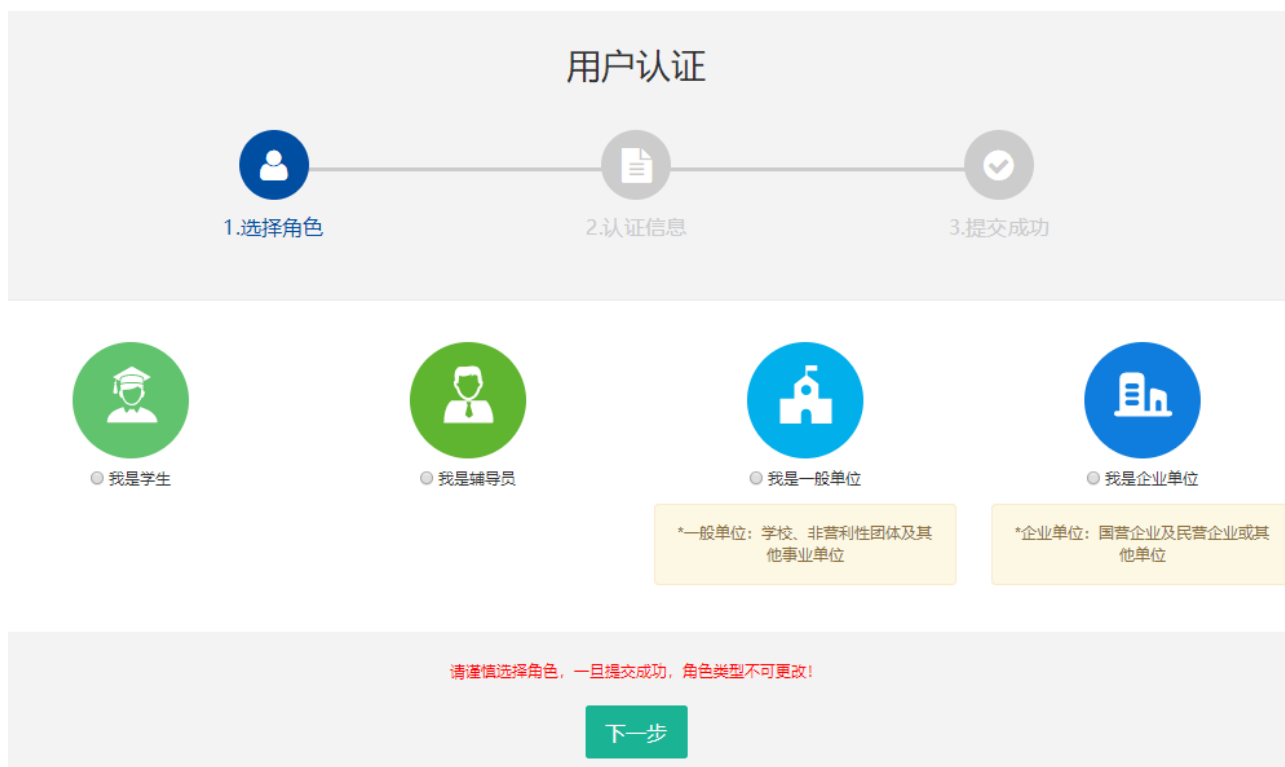 用户认证
1.选择角色
2.认证信息
3.提交成功
我是学生
我是辅导员
我是一般单位
我是企业单位
*一般单位：学校、非营利性团体及其
他事业单位
*企业单位：国营企业及民营企业或其
他单位
请谨慎选择角色，一旦提交成功，角色类型不可更改！
下一步